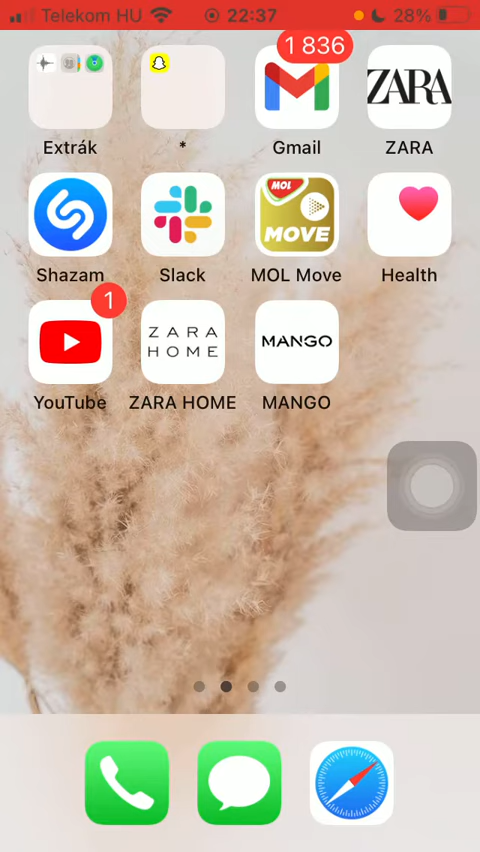 Telekom HU 22:37 28%
1 836
Extrák * Gmail ZARA
ZARA
MOL
MOVE
Shazam Slack MOL Move Health
1
ZARA
HOME
MANGO
YouTube ZARA HOME MANGO